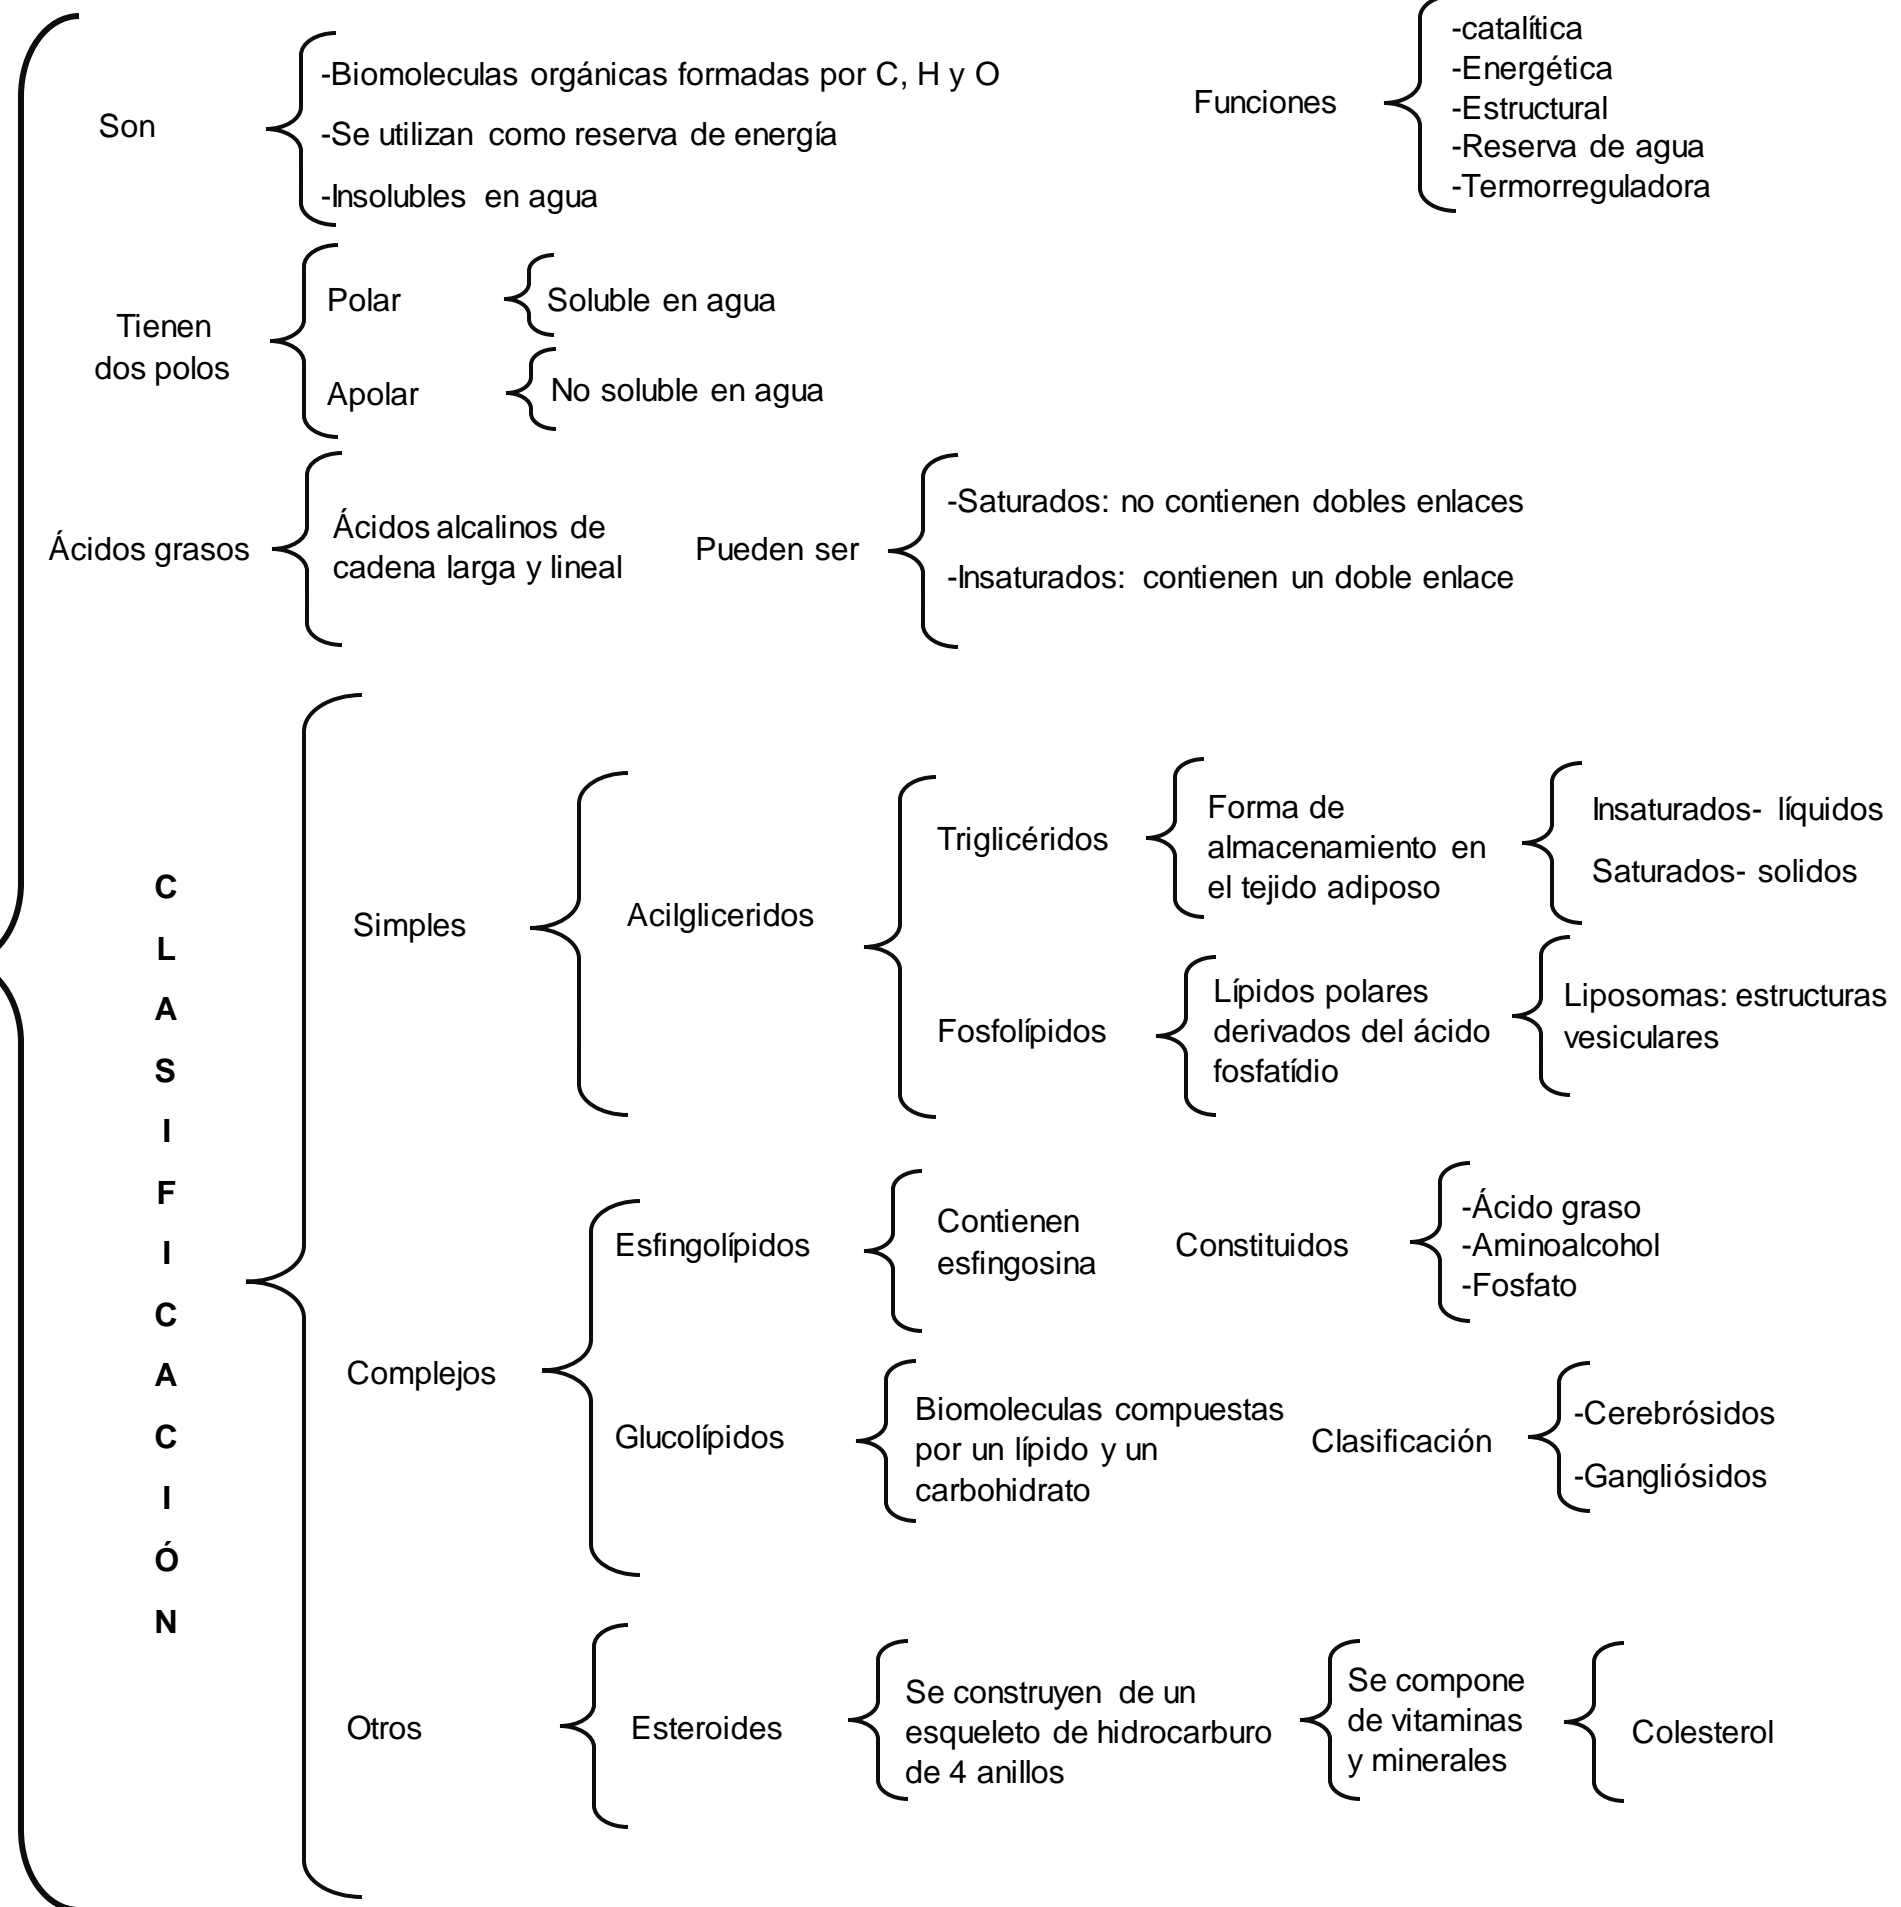 Son
-Biomoleculas orgánicas formadas por C, H y O
-Se utilizan como reserva de energía
-Insolubles en agua
Funciones
-catalítica
-Energética
-Estructural
-Reserva de agua
-Termorreguladora
Tienen
dos polos
Polar
Soluble en agua
Apolar
No soluble en agua
Ácidos grasos
Ácidos alcalinos de
cadena larga y lineal
Pueden ser
-Saturados: no contienen dobles enlaces
-Insaturados: contienen un doble enlace
C
L
A
S
I
F
I
C
A
C
I
Ó
N
Simples
Acilgliceridos
Triglicéridos
Forma de
almacenamiento en
el tejido adiposo
Insaturados- líquidos
Saturados- solidos
Fosfolípidos
Lípidos polares
derivados del ácido
fosfatídio
Liposomas: estructuras
vesiculares
Complejos
Esfingolípidos
Contienen
esfingosina
Constituidos
-Ácido graso
-Aminoalcohol
-Fosfato
Glucolípidos
Biomoleculas compuestas
por un lípido y un
carbohidrato
Clasificación
-Cerebrósidos
-Gangliósidos
Otros
Esteroides
Se construyen de un
esqueleto de hidrocarburo
de 4 anillos
Se compone
de vitaminas
y minerales
Colesterol